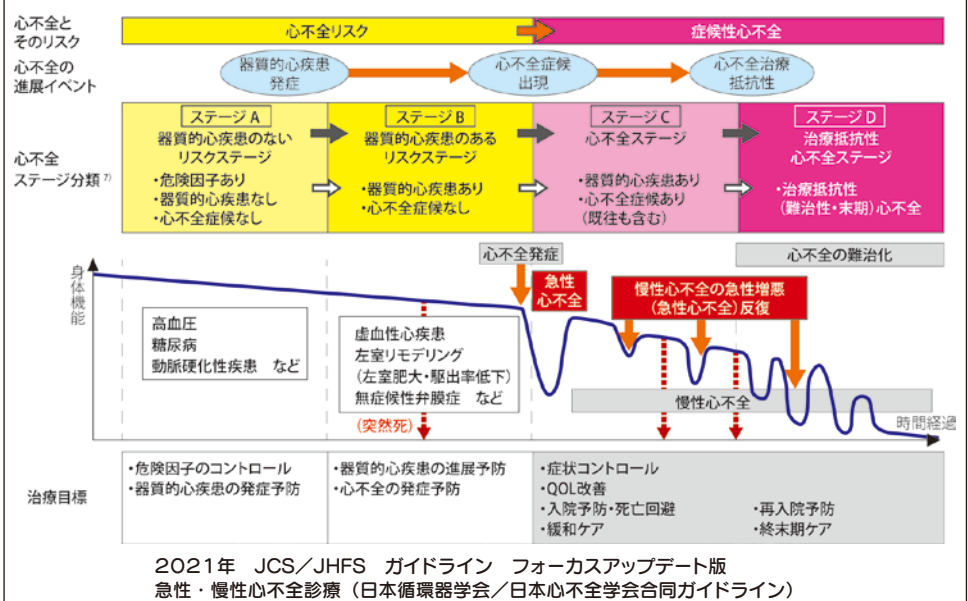 心不全と
そのリスク
心不全リスク
症候性心不全
心不全の
進展イベント
器質的心疾患
発症
心不全症候
出現
心不全治療
抵抗性
心不全
ステージ分類7)
ステージ A
器質的心疾患のない
リスクステージ
・危険因子あり
・器質的心疾患なし
・心不全症候なし
ステージ B
器質的心疾患のある
リスクステージ
・器質的心疾患あり
・心不全症候なし
ステージ C
心不全ステージ
・器質的心疾患あり
・心不全症候あり
(既往も含む)
ステージ D
治療抵抗性
心不全ステージ
・治療抵抗性
(難治性・末期)心不全
心不全発症
心不全の難治化
身体機能
急性
心不全
慢性心不全の急性増悪
(急性心不全)反復
高血圧
糖尿病
動脈硬化性疾患 など
虚血性心疾患
左室リモデリング
(左室肥大・駆出率低下)
無症候性弁膜症 など
慢性心不全
(突然死)
時間経過
治療目標
・危険因子のコントロール
・器質的心疾患の発症予防
・器質的心疾患の進展予防
・心不全の発症予防
・症状コントロール
・QOL改善
・入院予防・死亡回避
・緩和ケア
・再入院予防
・終末期ケア
2021年 JCS/JHFS ガイドライン フォーカスアップデート版
急性・慢性心不全診療(日本循環器学会/日本心不全学会合同ガイドライン)